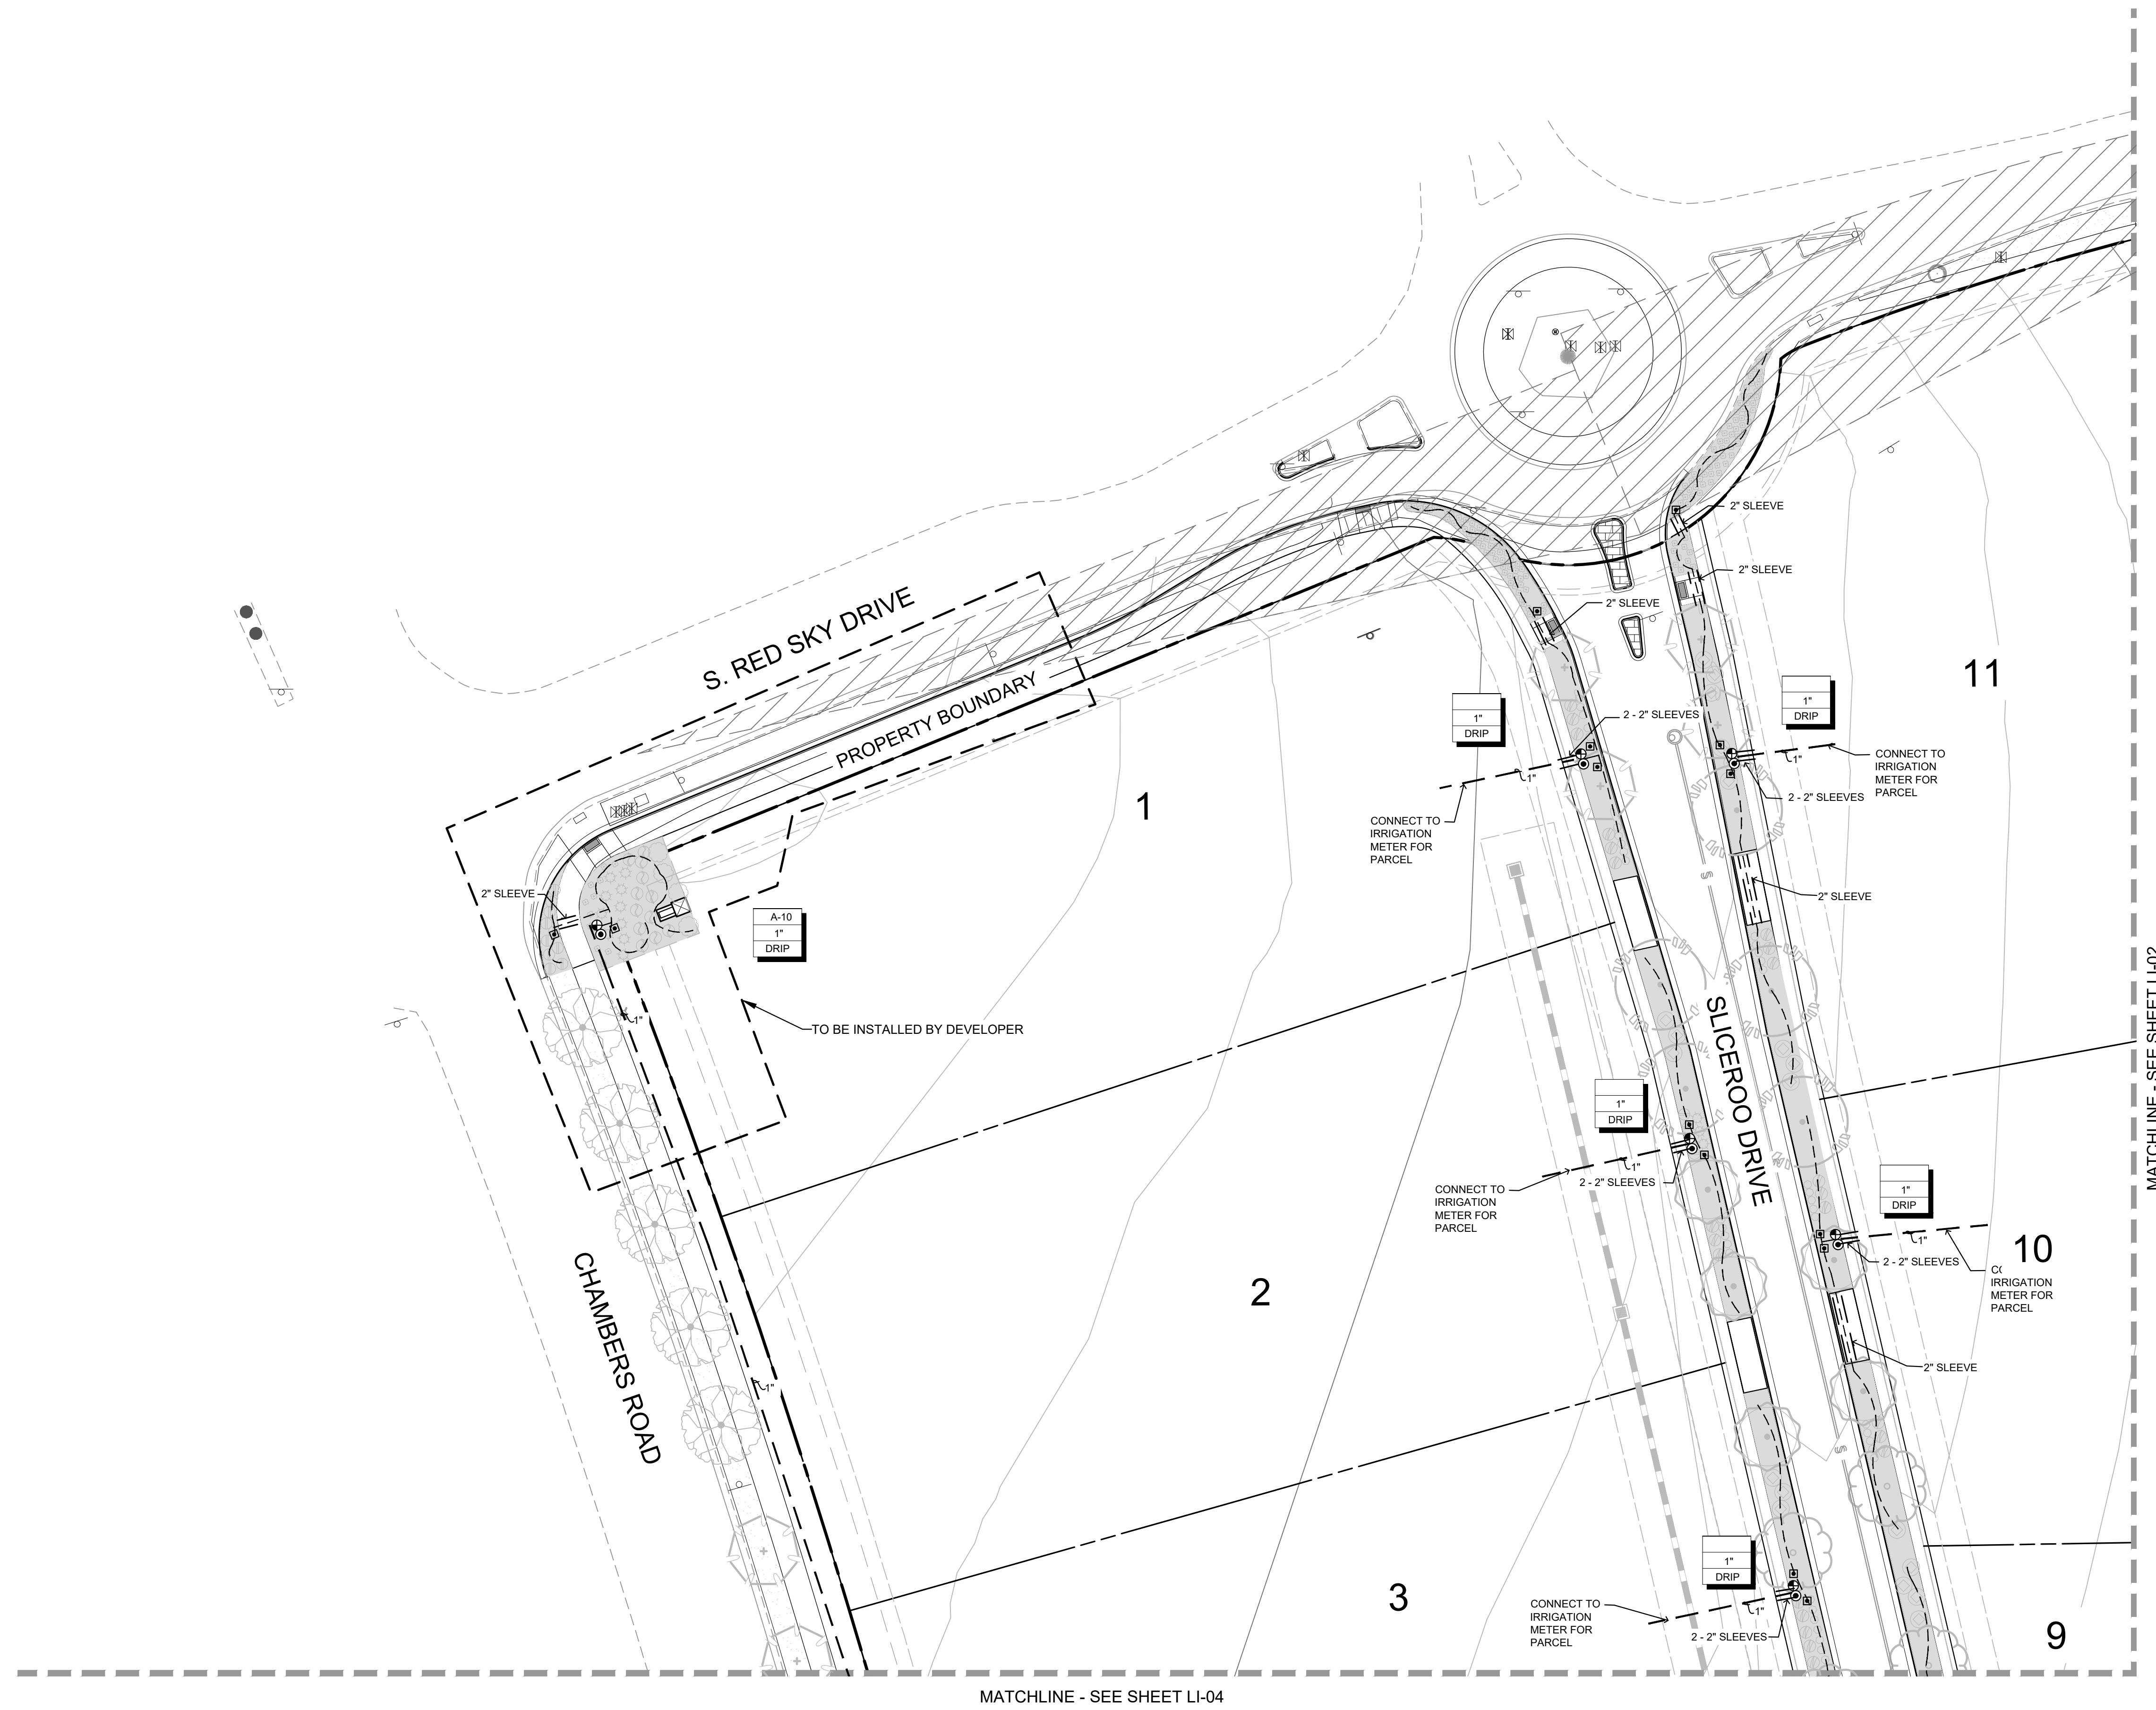 S. RED SKY DRIVE
2" SLEEVE
2" SLEEVE
2" SLEEVE
11
PROPERTY BOUNDARY
1"
DRIP
2 - 2" SLEEVES
1"
DRIP
CONNECT TO
IRRIGATION
METER FOR
PARCEL
1"
1"
2 - 2" SLEEVES
1
CONNECT TO
IRRIGATION
METER FOR
PARCEL
2" SLEEVE
2" SLEEVE
S
A-10
1"
DRIP
1"
TO BE INSTALLED BY DEVELOPER
SLICEROO DRIVE
MATCHLINE - SEE SHEET LI-02
1"
DRIP
1"
2 - 2" SLEEVES
CONNECT TO
IRRIGATION
METER FOR
PARCEL
1"
DRIP
1"
2 - 2" SLEEVES
10
IRRIGATION
METER FOR
PARCEL
2
CHAMBERS ROAD
1"
2" SLEEVE
S
1"
DRIP
3
CONNECT TO
IRRIGATION
METER FOR
PARCEL
1"
2 - 2" SLEEVES
9
MATCHLINE - SEE SHEET LI-04